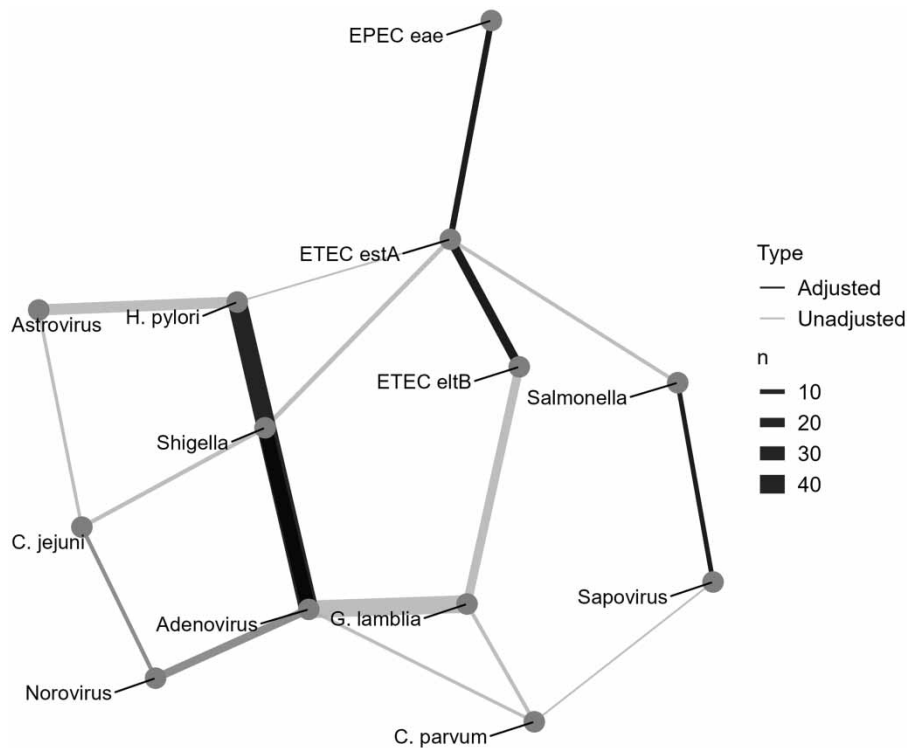 EPEC eae
ETEC estA
Astrovirus
H. pylori
ETEC eltB
Salmonella
Shigella
C. jejuni
Sapovirus
Adenovirus
G. lamblia
Norovirus
C. parvum
Type
Adjusted
Unadjusted
n
10
20
30
40